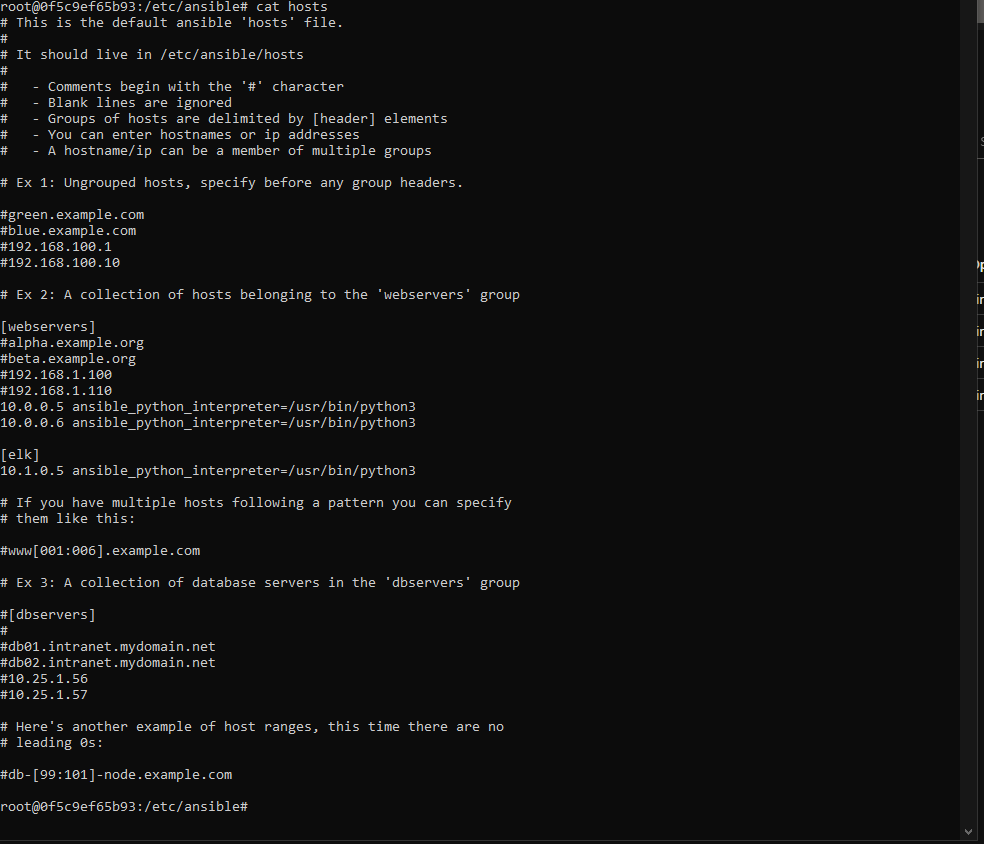 root@0f5c9ef65b93:/etc/ansible# cat hosts
# This is the default ansible 'hosts' file.
#
# It should live in /etc/ansible/hosts
#
#   - Comments begin with the '#' character
#   - Blank lines are ignored
#   - Groups of hosts are delimited by [header] elements
#   - You can enter hostnames or ip addresses
#   - A hostname/ip can be a member of multiple groups

# Ex 1: Ungrouped hosts, specify before any group headers.

#green.example.com
#blue.example.com
#192.168.100.1
#192.168.100.10

# Ex 2: A collection of hosts belonging to the 'webservers' group

[webservers]
#alpha.example.org
#beta.example.org
#192.168.1.100
#192.168.1.110
10.0.0.5 ansible_python_interpreter=/usr/bin/python3
10.0.0.6 ansible_python_interpreter=/usr/bin/python3

[elk]
10.1.0.5 ansible_python_interpreter=/usr/bin/python3

# If you have multiple hosts following a pattern you can specify
# them like this:

#www[001:006].example.com

# Ex 3: A collection of database servers in the 'dbservers' group

#[dbservers]
#
#db01.intranet.mydomain.net
#db02.intranet.mydomain.net
#10.25.1.56
#10.25.1.57

# Here's another example of host ranges, this time there are no
# leading 0s:

#db-[99:101]-node.example.com

root@0f5c9ef65b93:/etc/ansible#